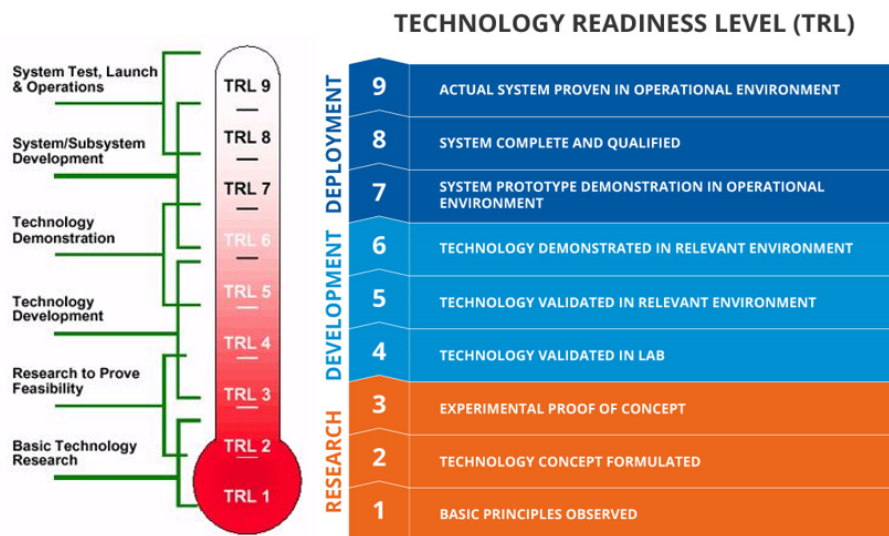 TECHNOLOGY READINESS LEVEL (TRL)
System Test, Launch
& Operations
System/Subsystem
Development
Technology
Demonstration
Technology
Development
Research to Prove
Feasibility
Basic Technology
Research
TRL 9
TRL 8
TRL 7
TRL 6
TRL 5
TRL 4
TRL 3
TRL 2
TRL 1
DEPLOYMENT
9 ACTUAL SYSTEM PROVEN IN OPERATIONAL ENVIRONMENT
8 SYSTEM COMPLETE AND QUALIFIED
7 SYSTEM PROTOTYPE DEMONSTRATION IN OPERATIONAL
ENVIRONMENT
DEVELOPMENT
6 TECHNOLOGY DEMONSTRATED IN RELEVANT ENVIRONMENT
5 TECHNOLOGY VALIDATED IN RELEVANT ENVIRONMENT
4 TECHNOLOGY VALIDATED IN LAB
RESEARCH
3 EXPERIMENTAL PROOF OF CONCEPT
2 TECHNOLOGY CONCEPT FORMULATED
1 BASIC PRINCIPLES OBSERVED